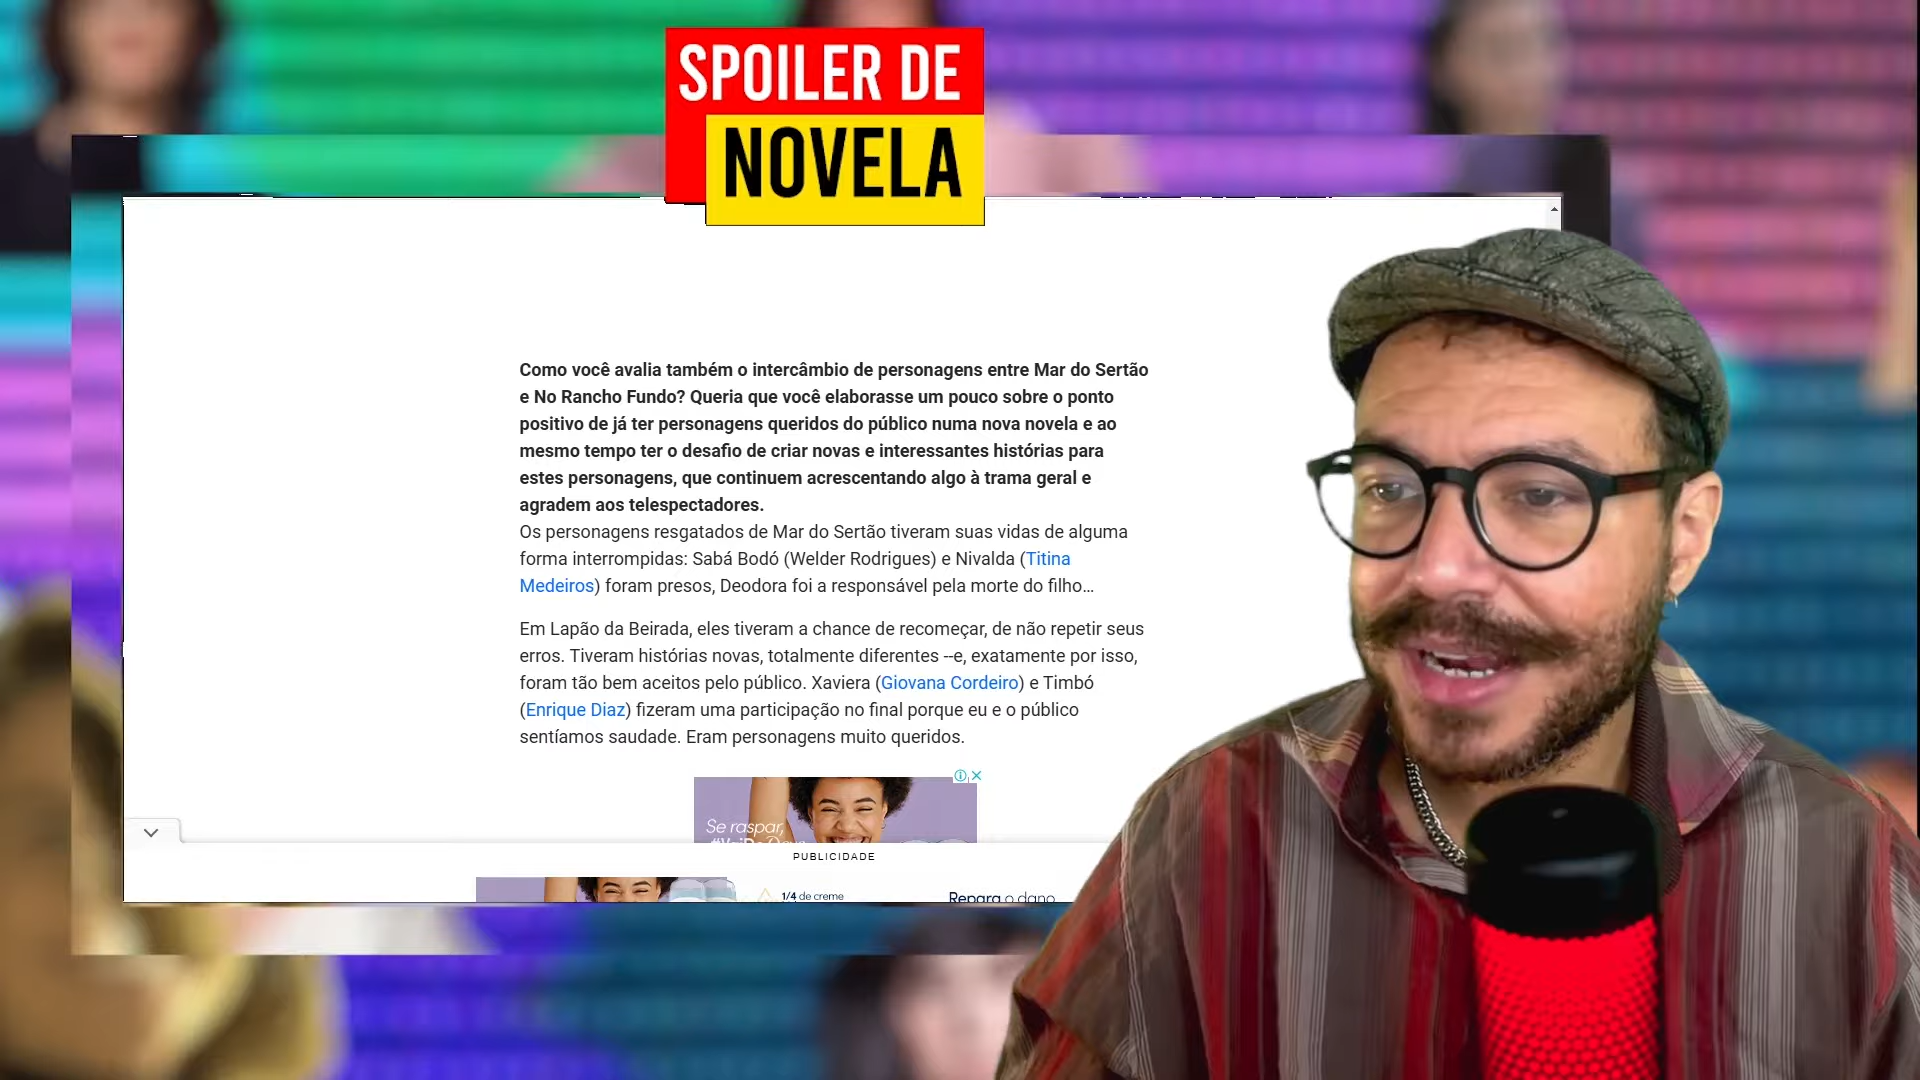 SPOILER DE
NOVELA
Como você avalia também o intercâmbio de personagens entre Mar do Sertão
e No Rancho Fundo? Queria que você elaborasse um pouco sobre o ponto
positivo de já ter personagens queridos do público numa nova novela e ao
mesmo tempo ter o desafio de criar novas e interessantes histórias para
estes personagens, que continuem acrescentando algo à trama geral e
agradem aos telespectadores.
Os personagens resgatados de Mar do Sertão tiveram suas vidas de alguma
forma interrompidas: Sabá Bodó (Welder Rodrigues) e Nivalda (Titina
Medeiros) foram presos, Deodora foi a responsável pela morte do filho...
Em Lapão da Beirada, eles tiveram a chance de recomeçar, de não repetir seus
erros. Tiveram histórias novas, totalmente diferentes --e, exatamente por isso,
foram tão bem aceitos pelo público. Xaviera (Giovana Cordeiro) e Timbó
(Enrique Diaz) fizeram uma participação no final porque eu e o público
sentíamos saudade. Eram personagens muito queridos.
Se raspar,
PUBLICIDADE
1/4 de creme
Repara o dano